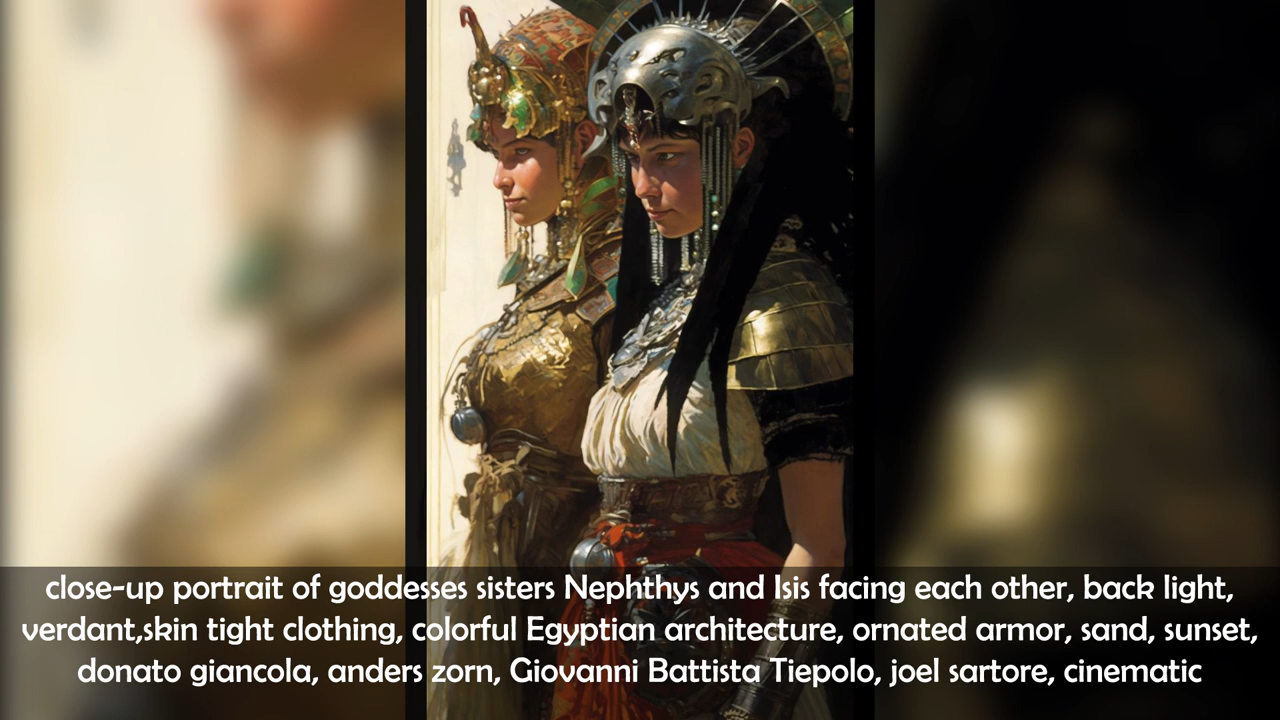 close-up portrait of goddesses sisters Nephthys and Isis facing each other, back light,
verdant,skin tight clothing, colorful Egyptian architecture, ornated armor, sand, sunset,
donato giancola, anders zorn, Giovanni Battista Tiepolo, joel sartore, cinematic